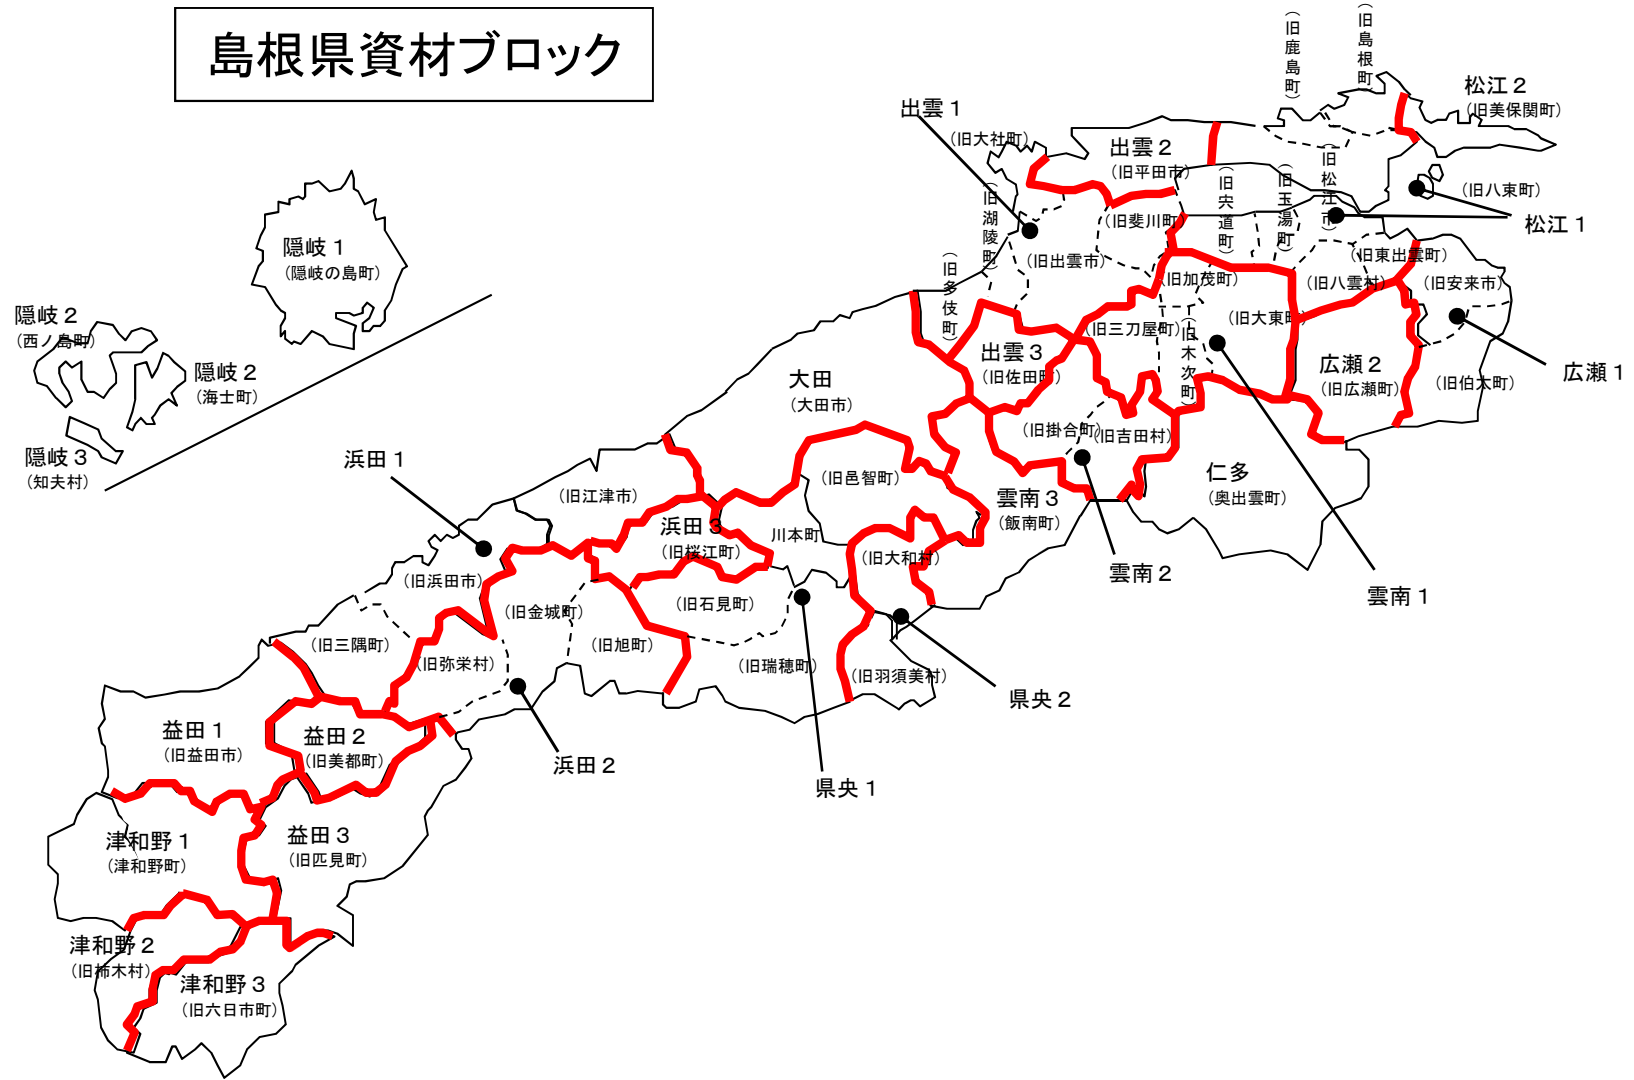 島根県資材ブロック
（旧鹿島町）
（旧島根町）
松江２
（旧美保関町）
出雲１
（旧大社町）
出雲２
（旧平田市）
（旧松江市）
（旧宍道町）
（旧玉湯町）
（旧八束町）
松江１
（旧湖陵町）
（旧斐川町）
（旧出雲市）
（旧多伎町）
（旧東出雲町）
（旧加茂町）
（旧八雲村）
（旧安来市）
隠岐１
（隠岐の島町）
隠岐２
（西ノ島町）
隠岐２
（海士町）
隠岐３
（知夫村）
（旧三刀屋町）
（旧木次町）
（旧大東町）
出雲３
（旧佐田町）
広瀬２
（旧広瀬町）
（旧伯太町）
広瀬１
大田
（大田市）
（旧掛合町）
（旧吉田村）
浜田１
（旧江津市）
（旧邑智町）
雲南３
（飯南町）
仁多
（奥出雲町）
浜田３
（旧桜江町）
川本町
（旧大和村）
雲南２
雲南１
（旧浜田市）
（旧金城町）
（旧石見町）
（旧三隅町）
（旧弥栄村）
（旧旭町）
（旧瑞穂町）
（旧羽須美村）
県央２
益田１
（旧益田市）
益田２
（旧美都町）
浜田２
県央１
津和野１
（津和野町）
益田３
（旧匹見町）
津和野２
（旧柿木村）
津和野３
（旧六日市町）